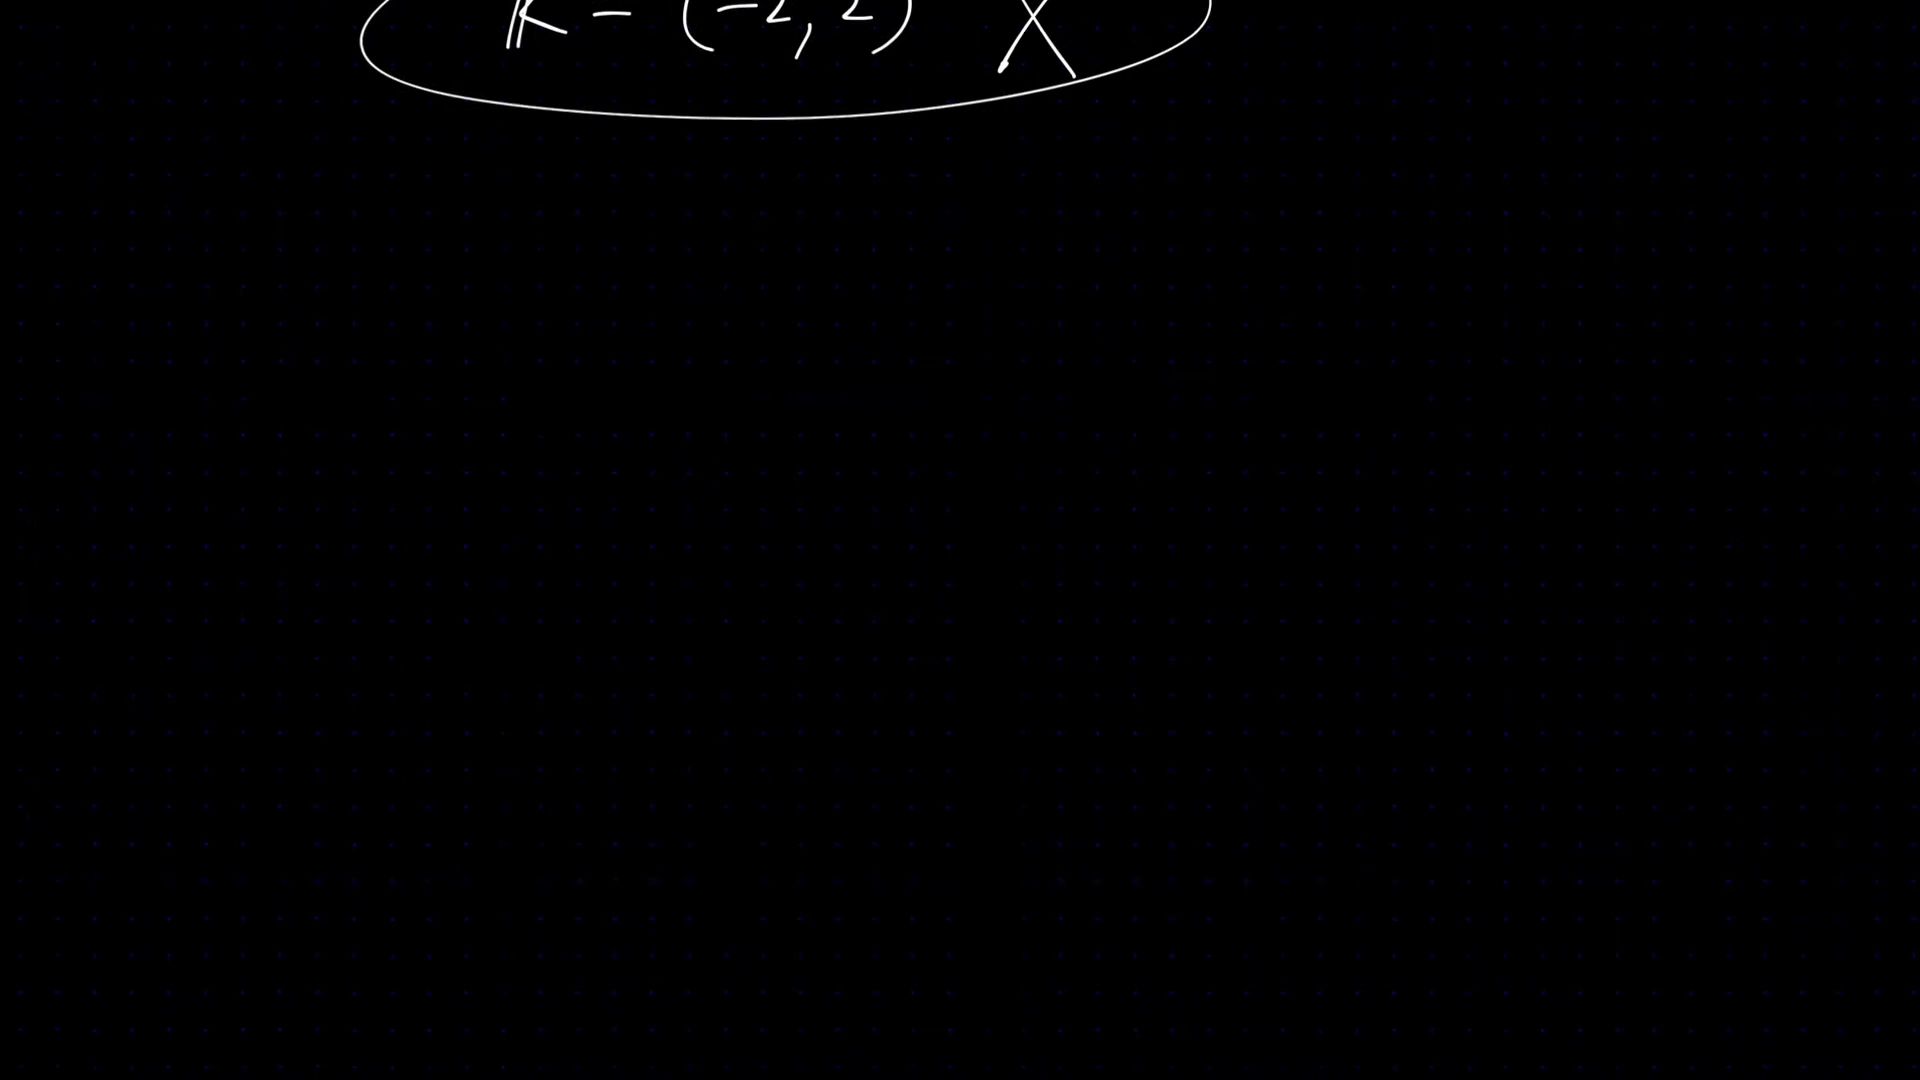 ℝ - (-2, 2) X